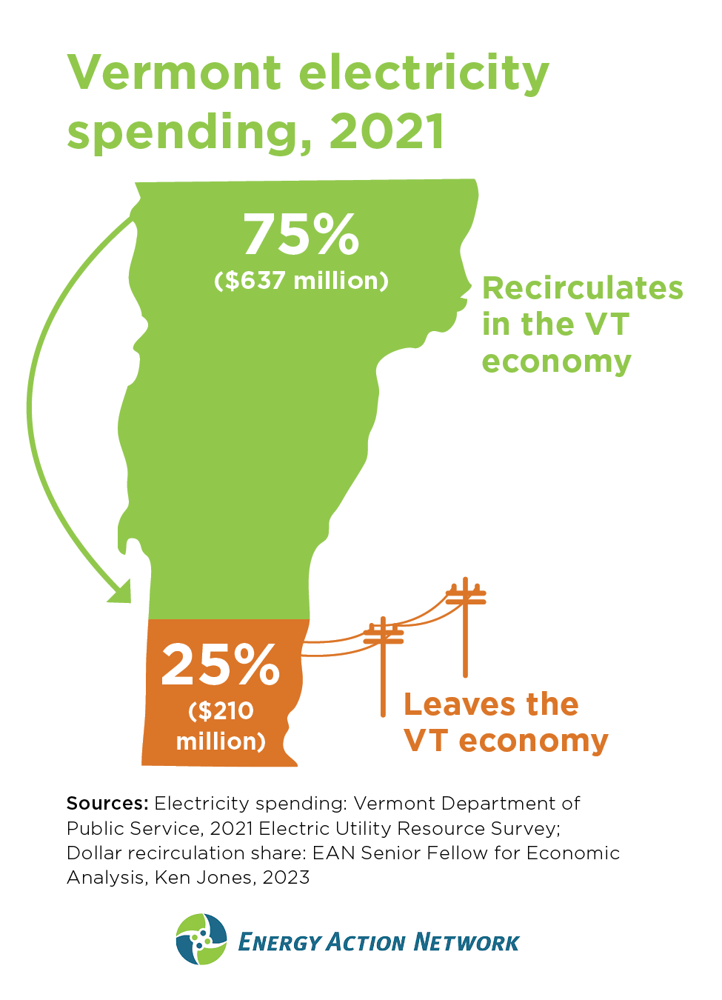 Vermont electricity
spending, 2021
75%
($637 million)
Recirculates
in the VT
economy
25%
($210
million)
Leaves the
VT economy
Sources: Electricity spending: Vermont Department of
Public Service, 2021 Electric Utility Resource Survey;
Dollar recirculation share: EAN Senior Fellow for Economic
Analysis, Ken Jones, 2023
ENERGY ACTION NETWORK